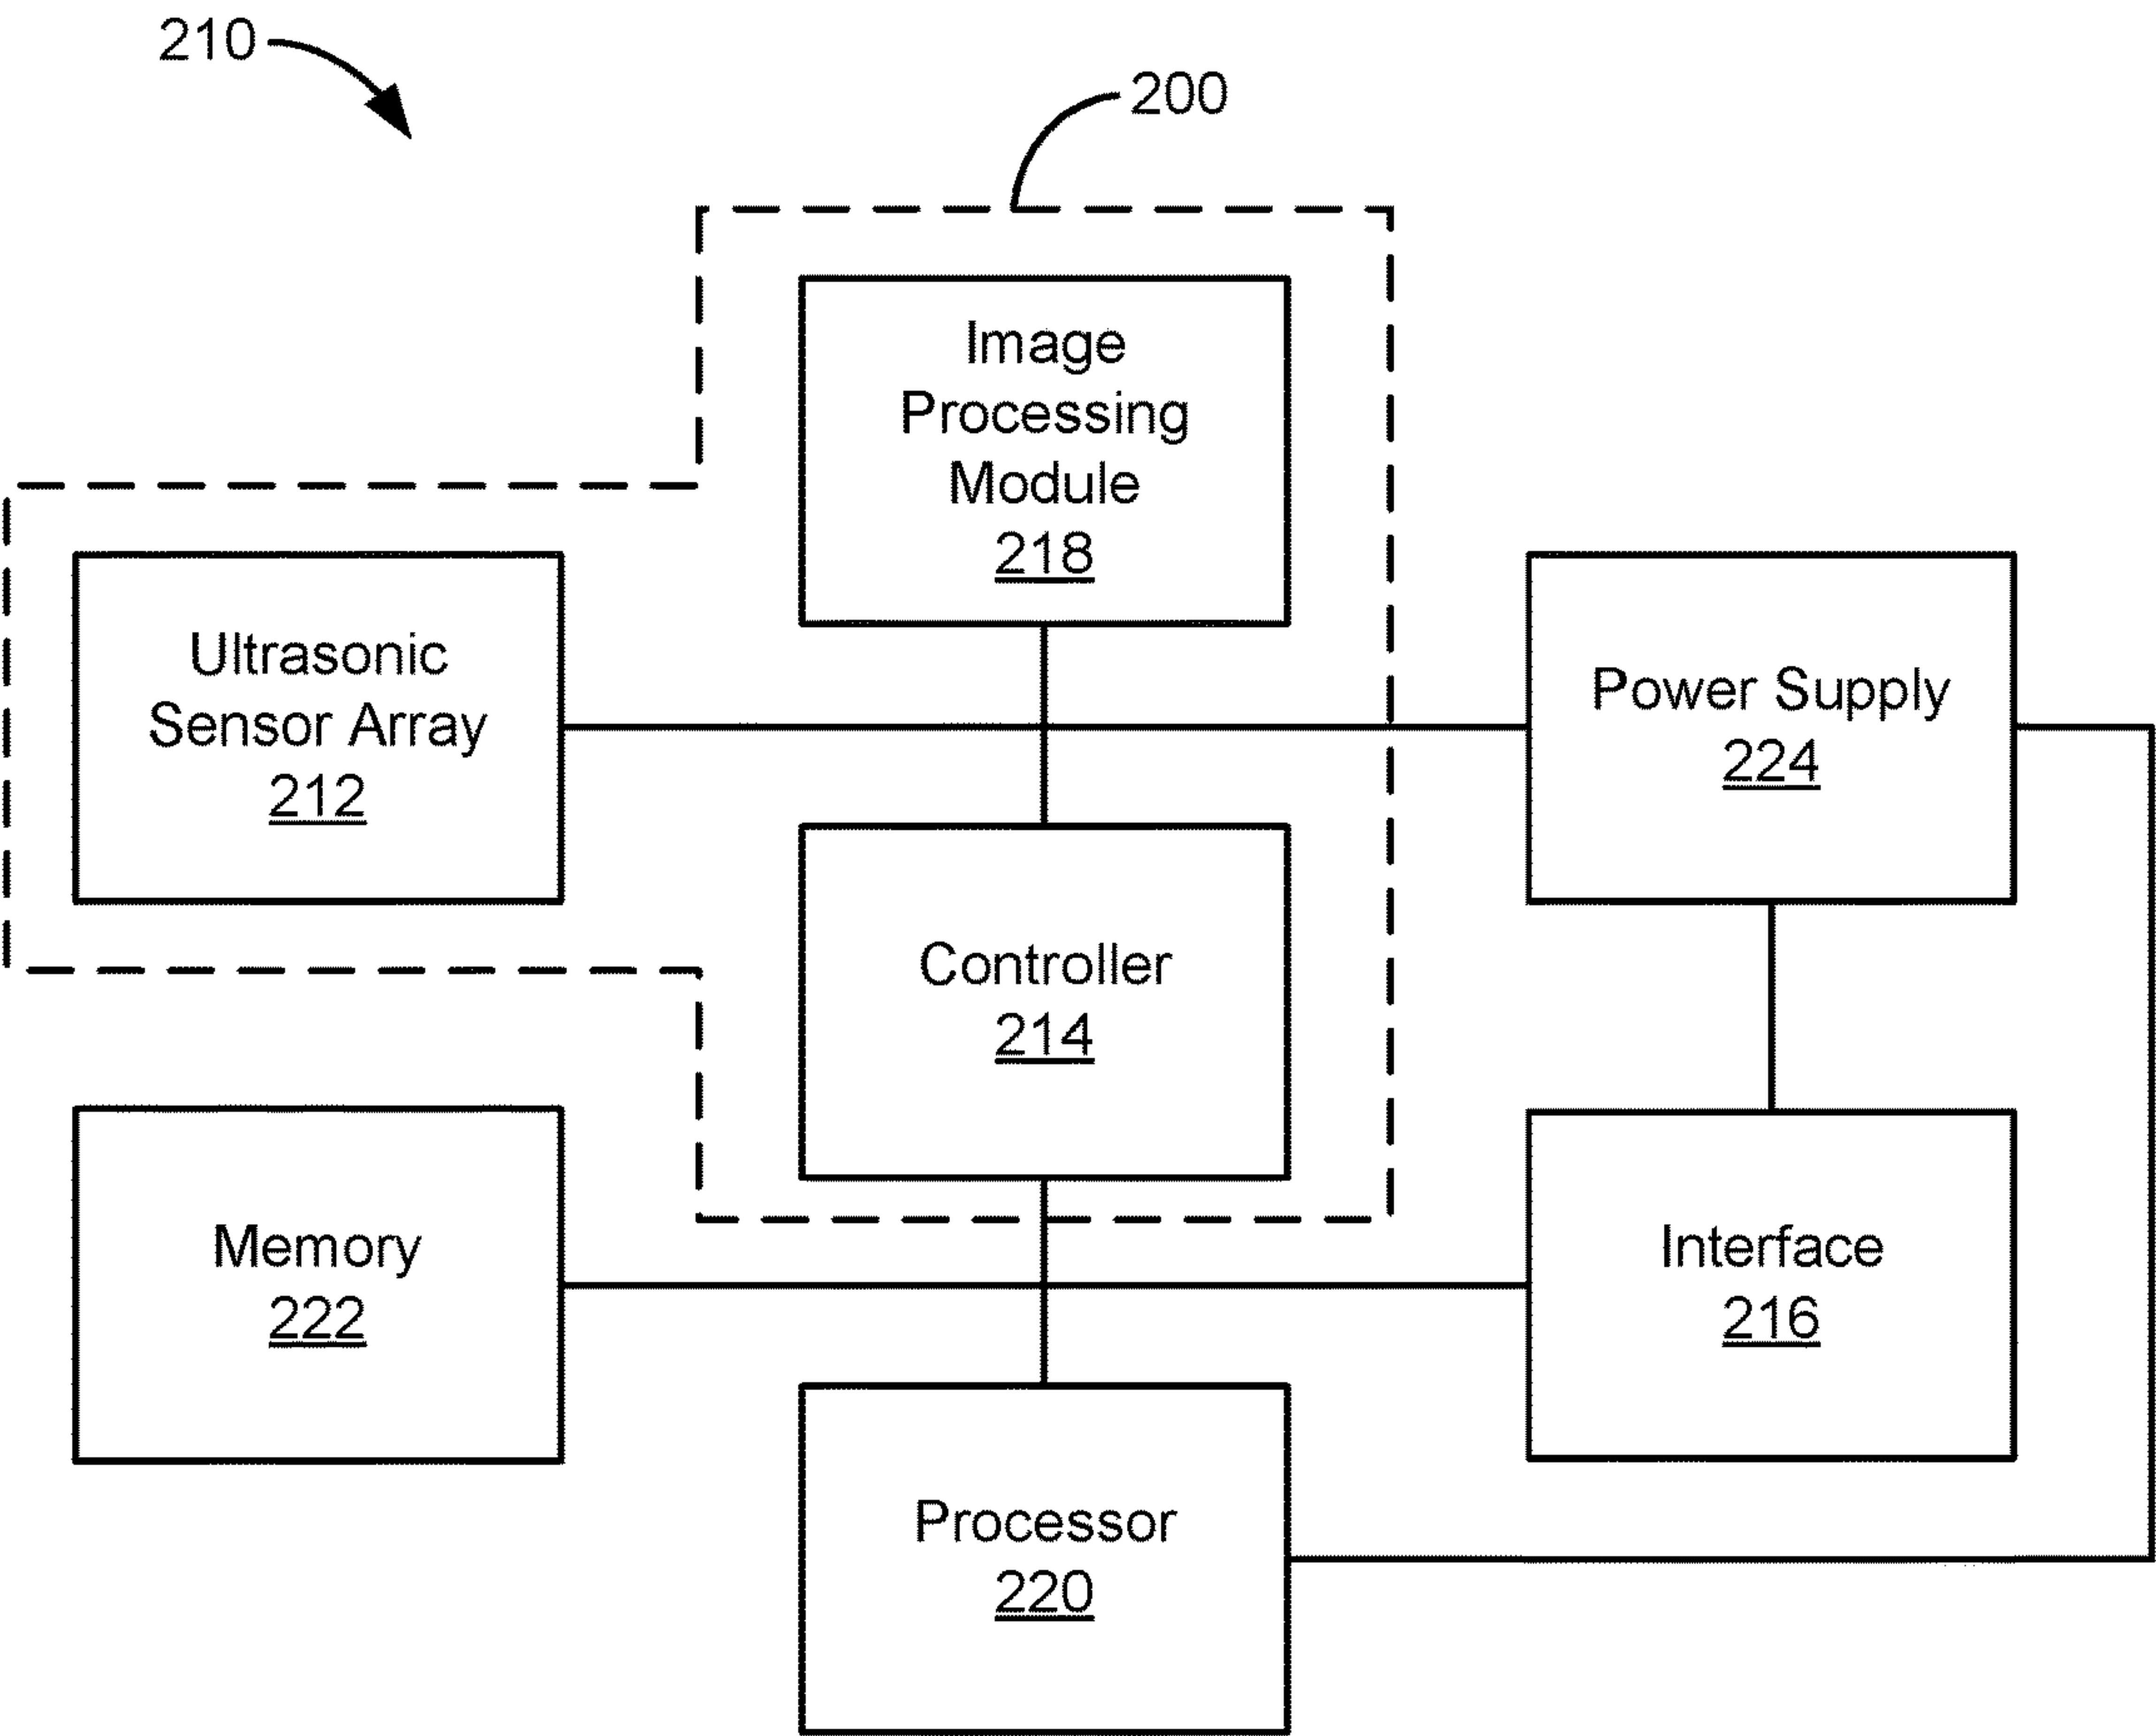 210
200
Image
Processing
Module
218
Ultrasonic
Sensor Array
212
Power Supply
224
Controller
214
Memory
222
Interface
216
Processor
220